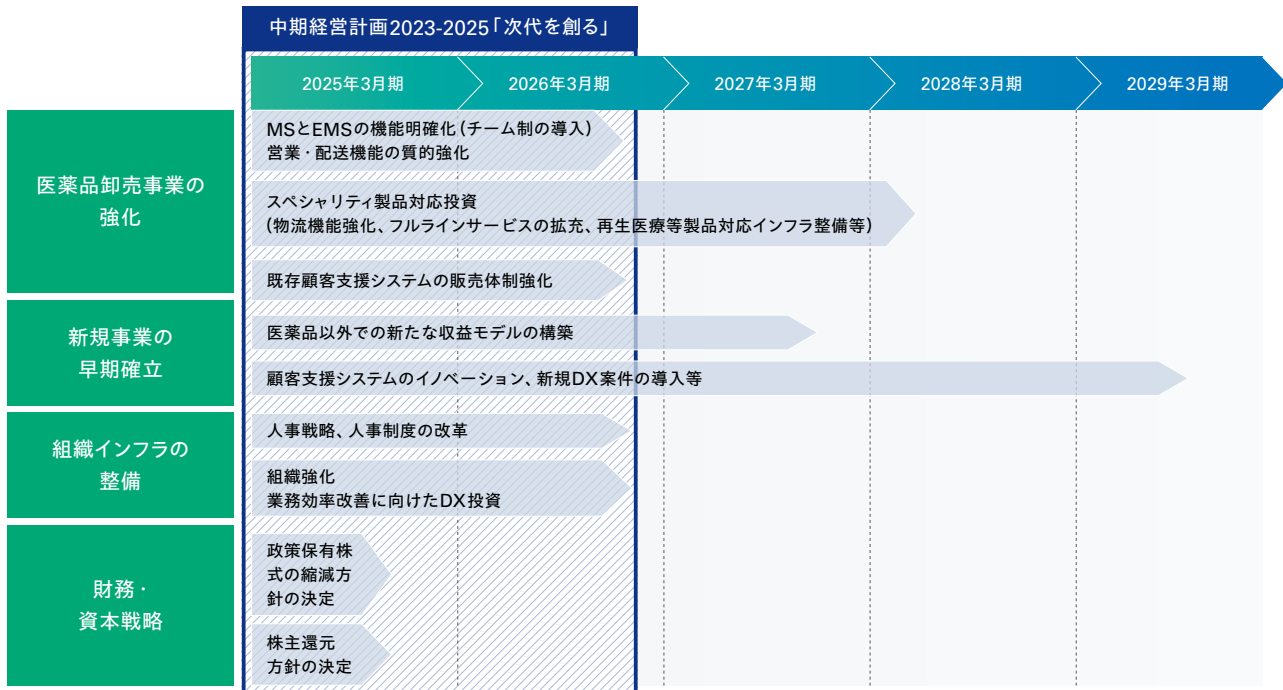 中期経営計画2023-2025「次代を創る」
2025年3月期
2026年3月期
2027年3月期
2028年3月期
2029年3月期
医薬品卸売事業の
強化
MSとEMSの機能明確化(チーム制の導入)
営業・配送機能の質的強化
スペシャリティ製品対応投資
(物流機能強化、フルラインサービスの拡充、再生医療等製品対応インフラ整備等)
既存顧客支援システムの販売体制強化
新規事業の
早期確立
医薬品以外での新たな収益モデルの構築
顧客支援システムのイノベーション、新規DX案件の導入等
組織インフラの
整備
人事戦略、人事制度の改革
組織強化
業務効率改善に向けたDX投資
財務・
資本戦略
政策保有株
式の縮減方
針の決定
株主還元
方針の決定